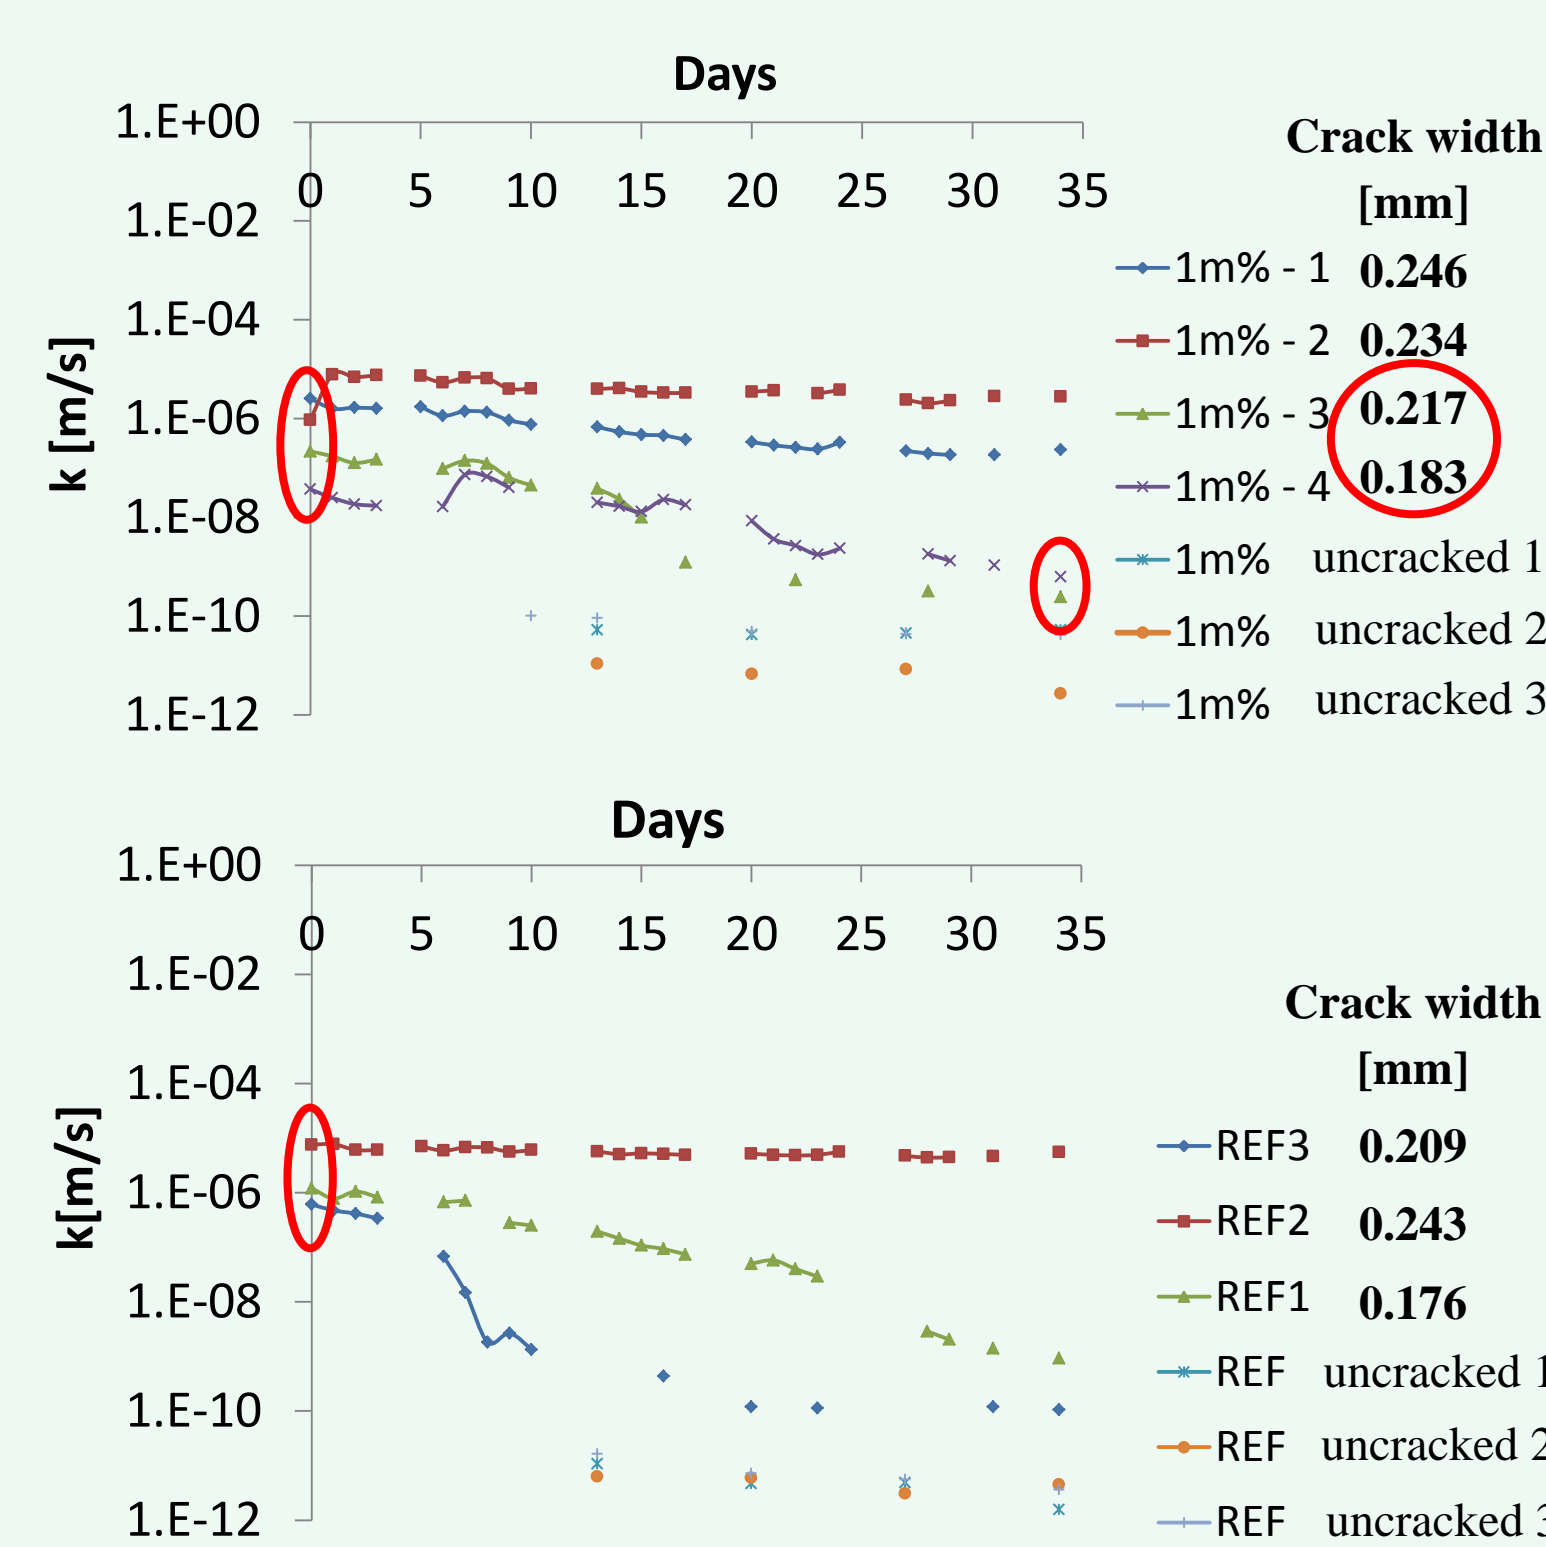 Days
1.E+00
0 5 10 15 20 25 30 35
1.E-02
1.E-04
1.E-06
1.E-08
1.E-10
1.E-12
k [m/s]
Crack width
[mm]
1m% - 1 0.246
1m% - 2 0.234
1m% - 3 0.217
1m% - 4 0.183
1m% uncracked 1
1m% uncracked 2
1m% uncracked 3
Days
1.E+00
0 5 10 15 20 25 30 35
1.E-02
1.E-04
1.E-06
1.E-08
1.E-10
1.E-12
k[m/s]
Crack width
[mm]
REF3 0.209
REF2 0.243
REF1 0.176
REF uncracked 1
REF uncracked 2
REF uncracked 3